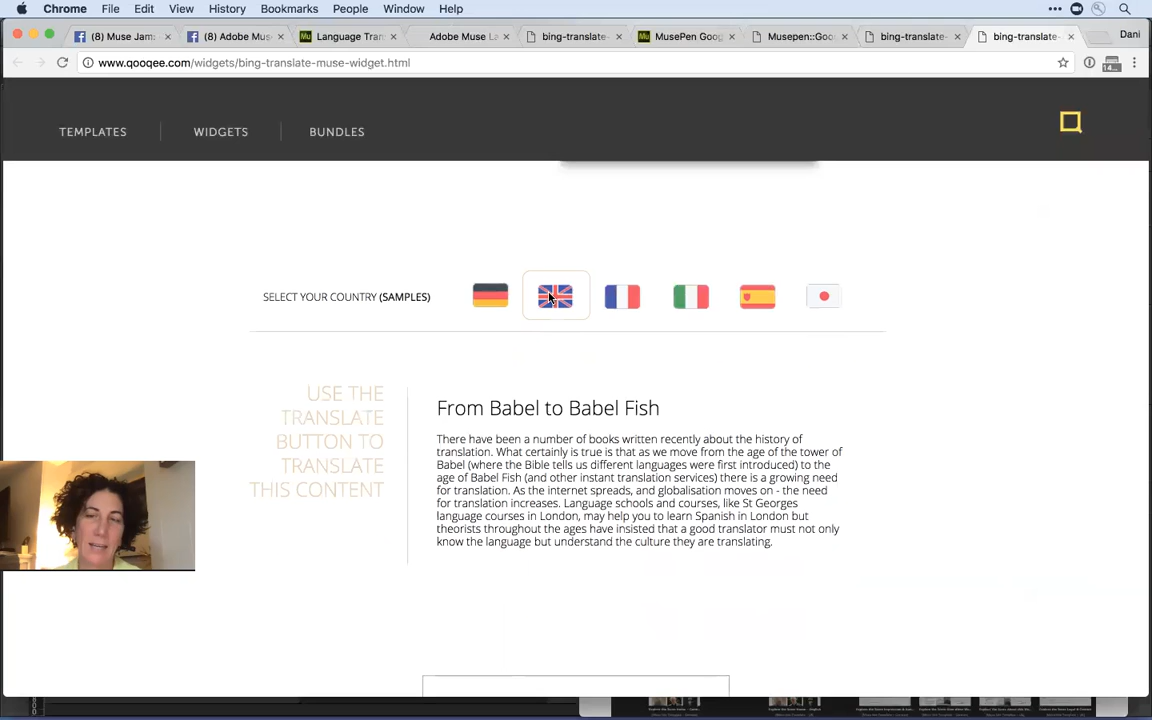 Chrome File Edit View History Bookmarks People Window Help
(8) Muse Jam: (8) Adobe Mus Language Tran Adobe Muse La bing-translate- MusePen Goog Musepen::Goo bing-translate- bing-translate- Dani
www.qooqee.com/widgets/bing-translate-muse-widget.html
TEMPLATES WIDGETS BUNDLES
SELECT YOUR COUNTRY (SAMPLES)
USE THE
TRANSLATE
BUTTON TO
TRANSLATE
THIS CONTENT
From Babel to Babel Fish
There have been a number of books written recently about the history of
translation. What certainly is true is that as we move from the age of the tower of
Babel (where the Bible tells us different languages were first introduced) to the
age of Babel Fish (and other instant translation services) there is a growing need
for translation. As the internet spreads, and globalisation moves on - the need
for translation increases. Language schools and courses, like St Georges
language courses in London, may help you to learn Spanish in London but
theorists throughout the ages have insisted that a good translator must not only
know the language but understand the culture they are translating.